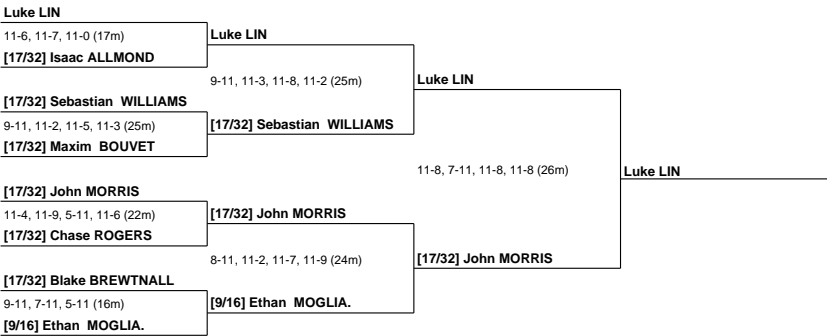 Luke LIN
11-6, 11-7, 11-0 (17m)
[17/32] Isaac ALLMOND
[17/32] Sebastian WILLIAMS
9-11, 11-2, 11-5, 11-3 (25m)
[17/32] Maxim BOUVET
[17/32] John MORRIS
11-4, 11-9, 5-11, 11-6 (22m)
[17/32] Chase ROGERS
[17/32] Blake BREWTNALL
9-11, 7-11, 5-11 (16m)
[9/16] Ethan MOGLIA.
Luke LIN
9-11, 11-3, 11-8, 11-2 (25m)
[17/32] Sebastian WILLIAMS
[17/32] John MORRIS
8-11, 11-2, 11-7, 11-9 (24m)
[9/16] Ethan MOGLIA.
Luke LIN
11-8, 7-11, 11-8, 11-8 (26m)
[17/32] John MORRIS
Luke LIN